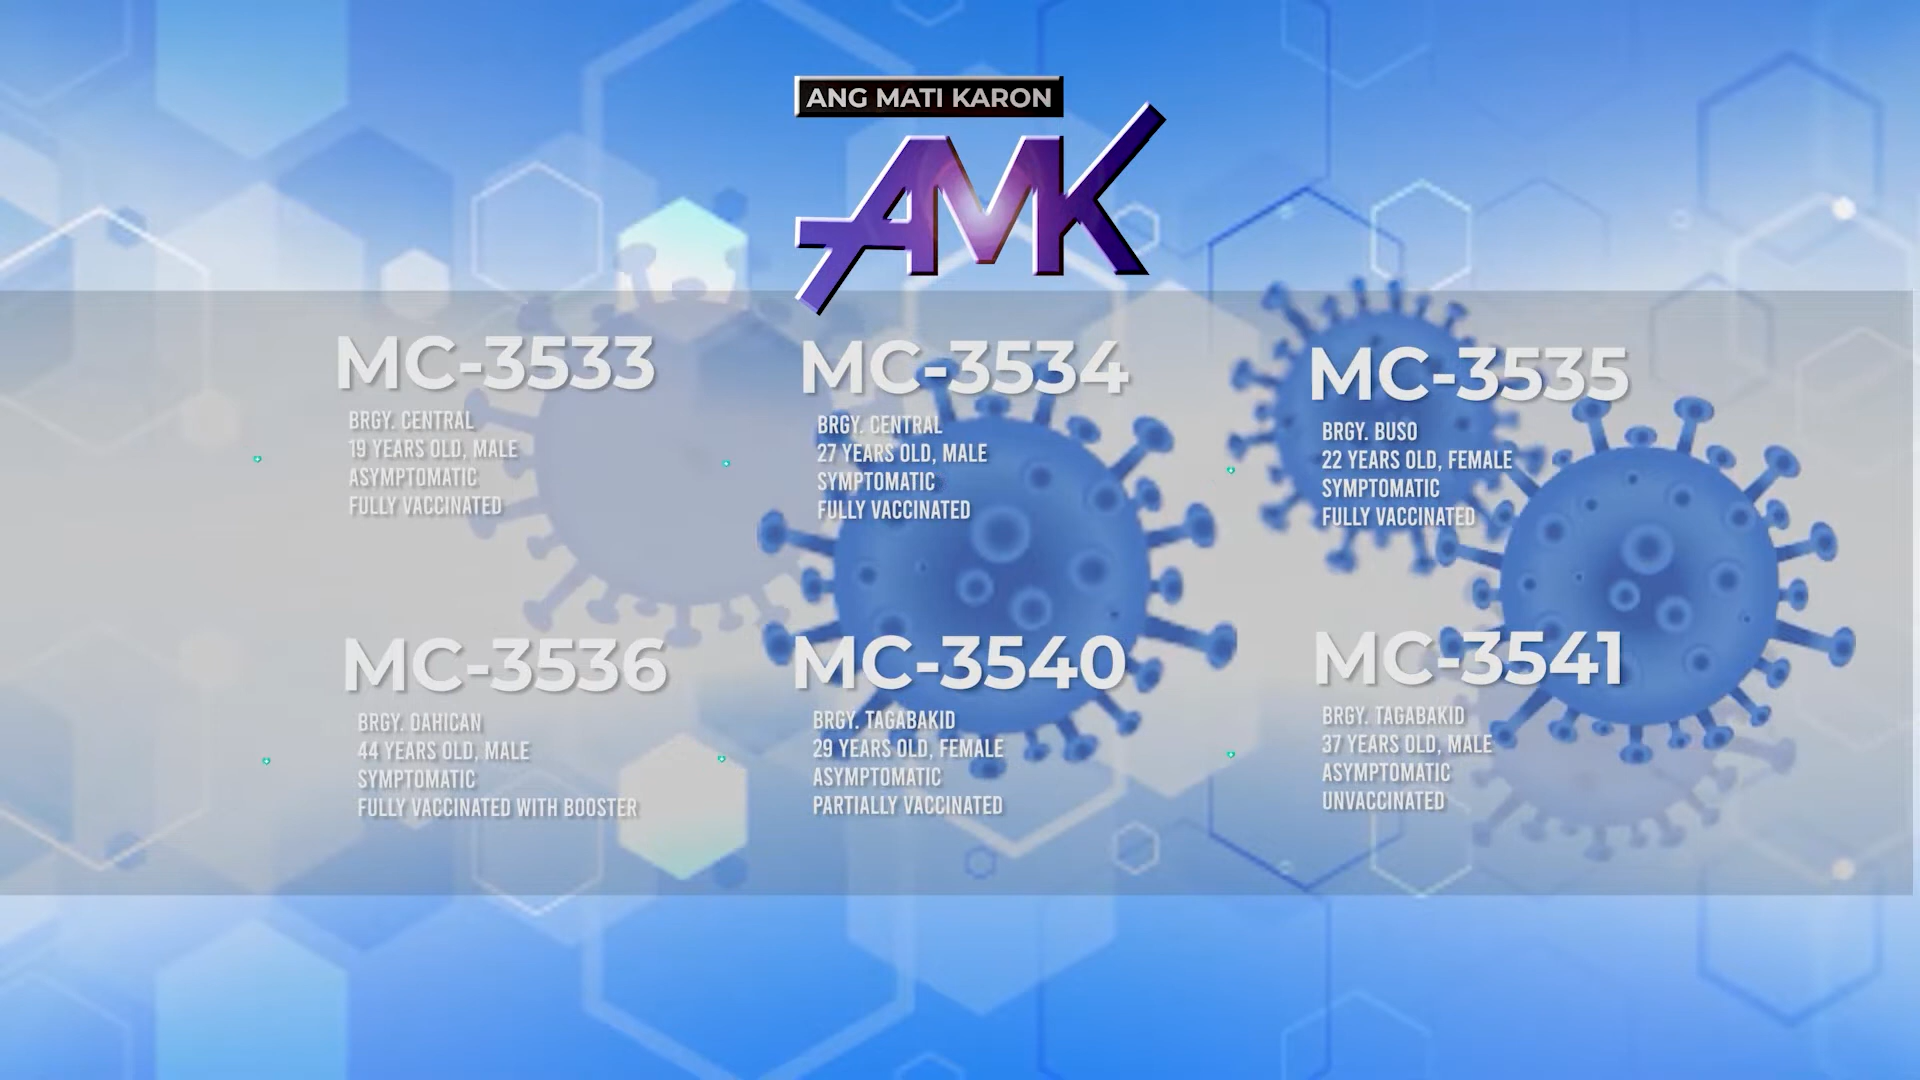 ANG MATI KARON
AMK
MC-3533
BRGY. CENTRAL
19 YEARS OLD, MALE
ASYMPTOMATIC
FULLY VACCINATED
MC-3534
BRGY. CENTRAL
27 YEARS OLD, MALE
SYMPTOMATIC
FULLY VACCINATED
MC-3535
BRGY. BUSO
22 YEARS OLD, FEMALE
SYMPTOMATIC
FULLY VACCINATED
MC-3536
BRGY. DAHICAN
44 YEARS OLD, MALE
SYMPTOMATIC
FULLY VACCINATED WITH BOOSTER
MC-3540
BRGY. TAGABAKID
29 YEARS OLD, FEMALE
ASYMPTOMATIC
PARTIALLY VACCINATED
MC-3541
BRGY. TAGABAKID
37 YEARS OLD, MALE
ASYMPTOMATIC
UNVACCINATED